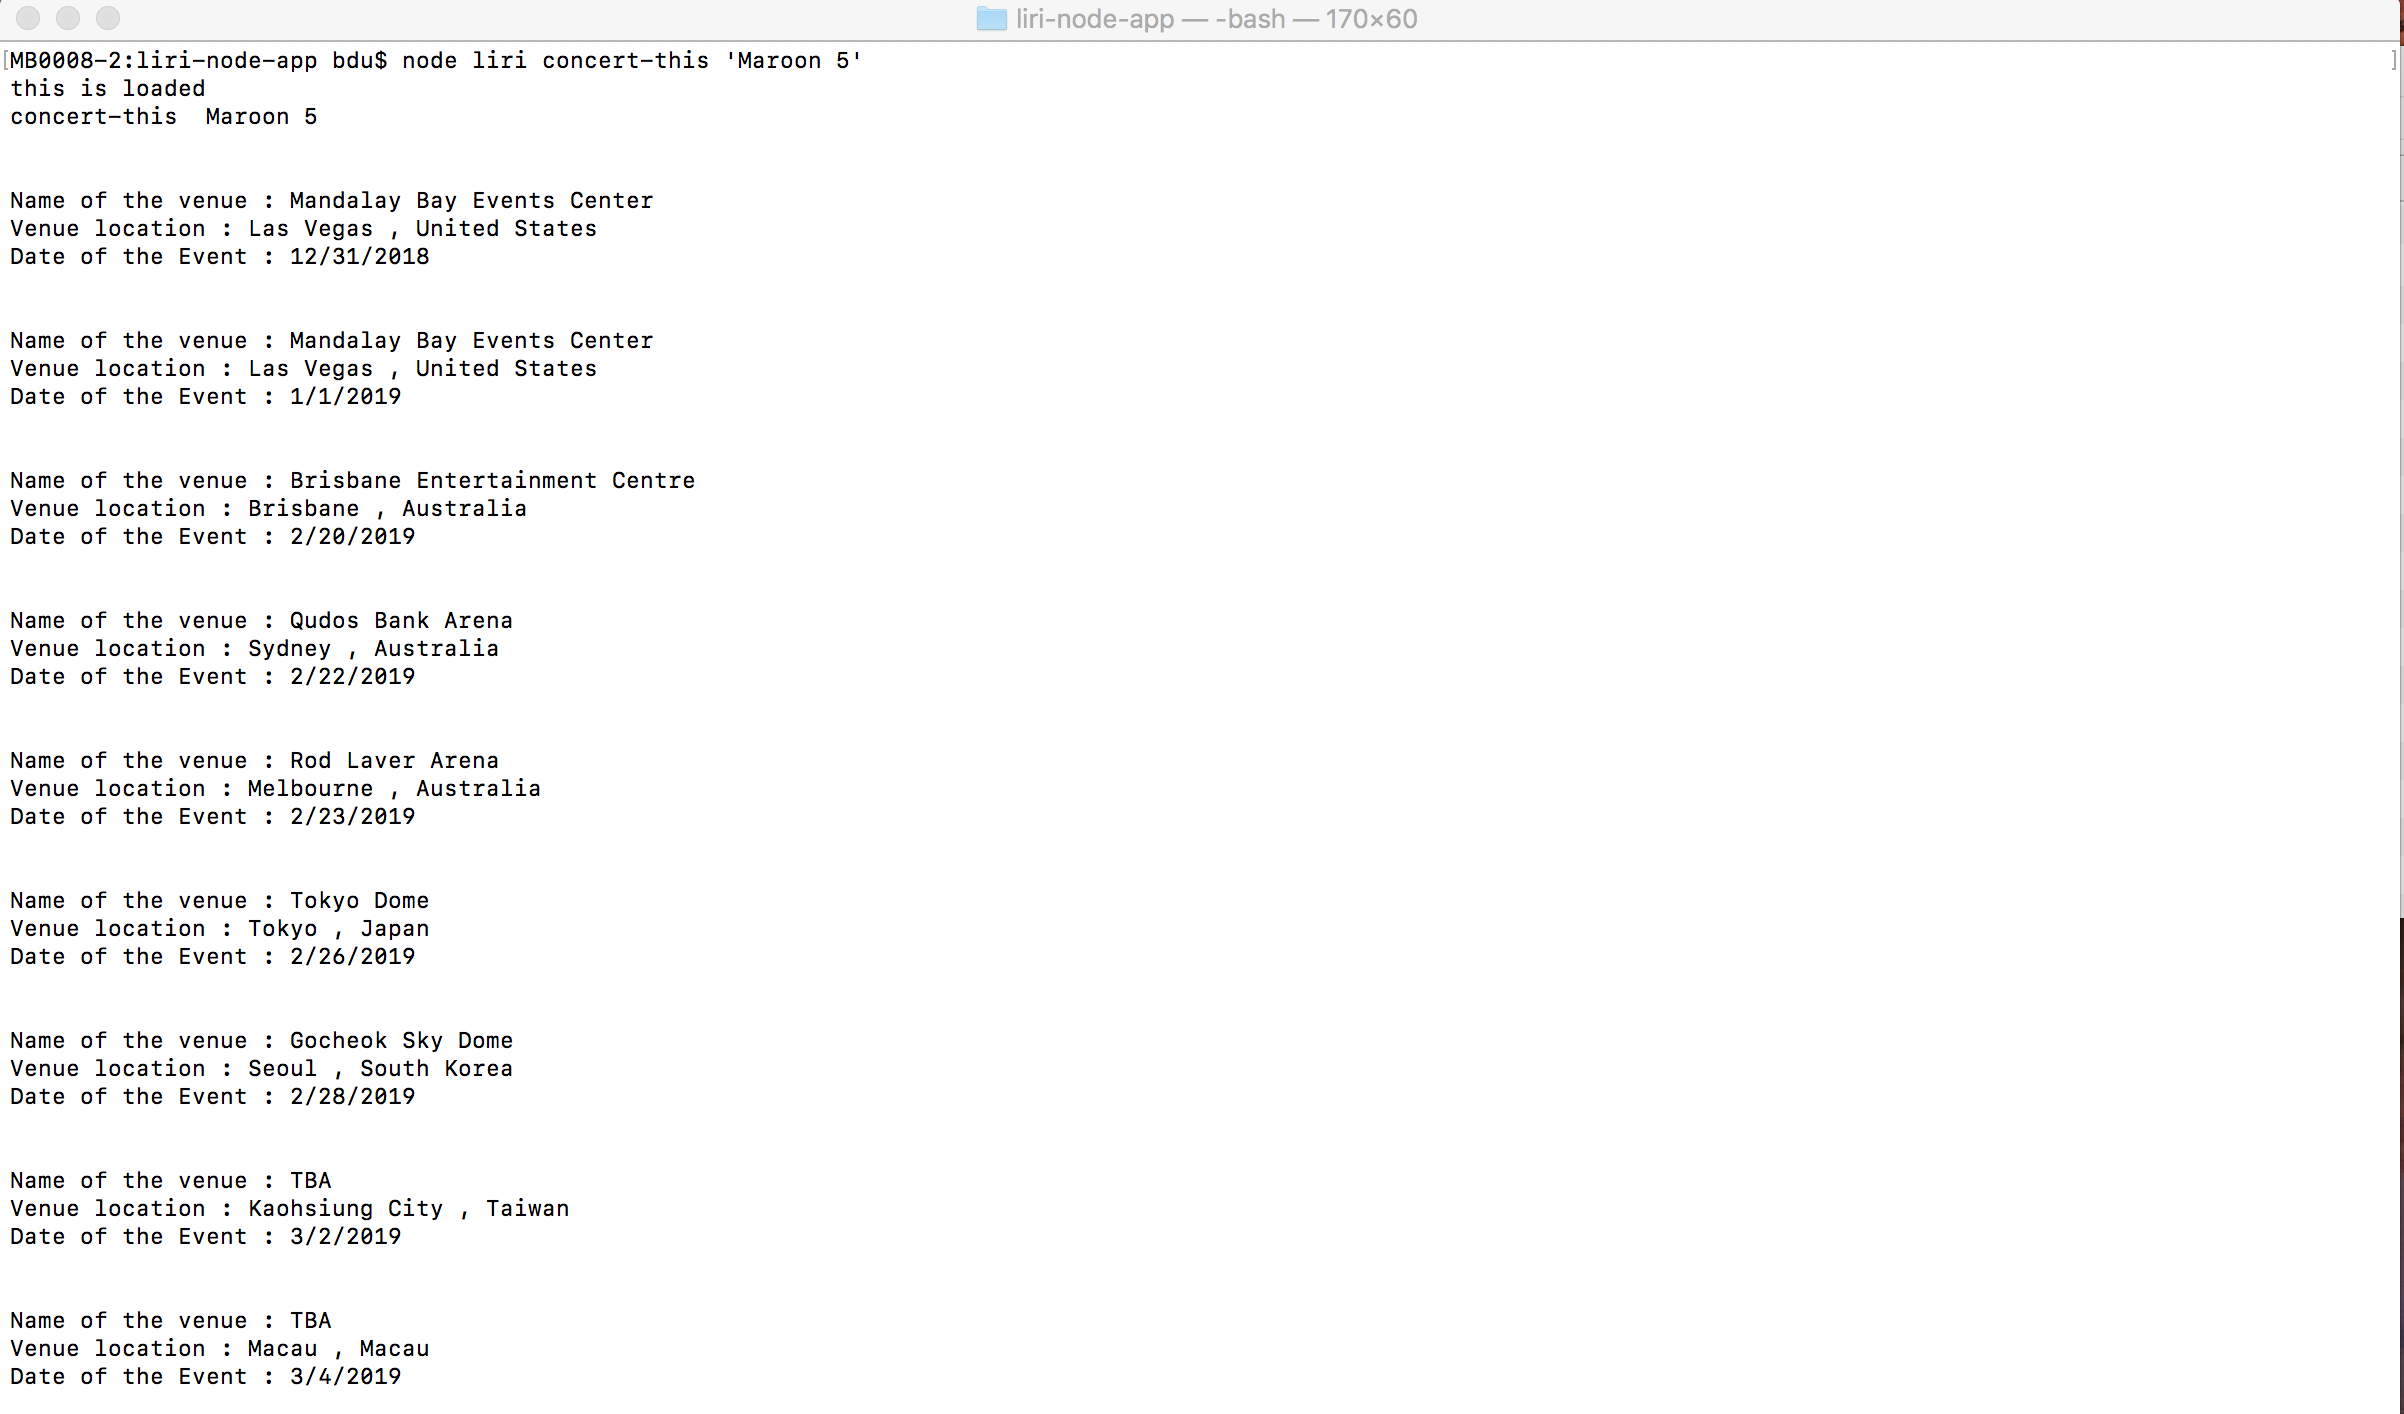 liri-node-app — -bash — 170×60
[MB0008-2:liri-node-app bdu$ node liri concert-this 'Maroon 5' ]
this is loaded
concert-this  Maroon 5
Name of the venue : Mandalay Bay Events Center
Venue location : Las Vegas , United States
Date of the Event : 12/31/2018
Name of the venue : Mandalay Bay Events Center
Venue location : Las Vegas , United States
Date of the Event : 1/1/2019
Name of the venue : Brisbane Entertainment Centre
Venue location : Brisbane , Australia
Date of the Event : 2/20/2019
Name of the venue : Qudos Bank Arena
Venue location : Sydney , Australia
Date of the Event : 2/22/2019
Name of the venue : Rod Laver Arena
Venue location : Melbourne , Australia
Date of the Event : 2/23/2019
Name of the venue : Tokyo Dome
Venue location : Tokyo , Japan
Date of the Event : 2/26/2019
Name of the venue : Gocheok Sky Dome
Venue location : Seoul , South Korea
Date of the Event : 2/28/2019
Name of the venue : TBA
Venue location : Kaohsiung City , Taiwan
Date of the Event : 3/2/2019
Name of the venue : TBA
Venue location : Macau , Macau
Date of the Event : 3/4/2019